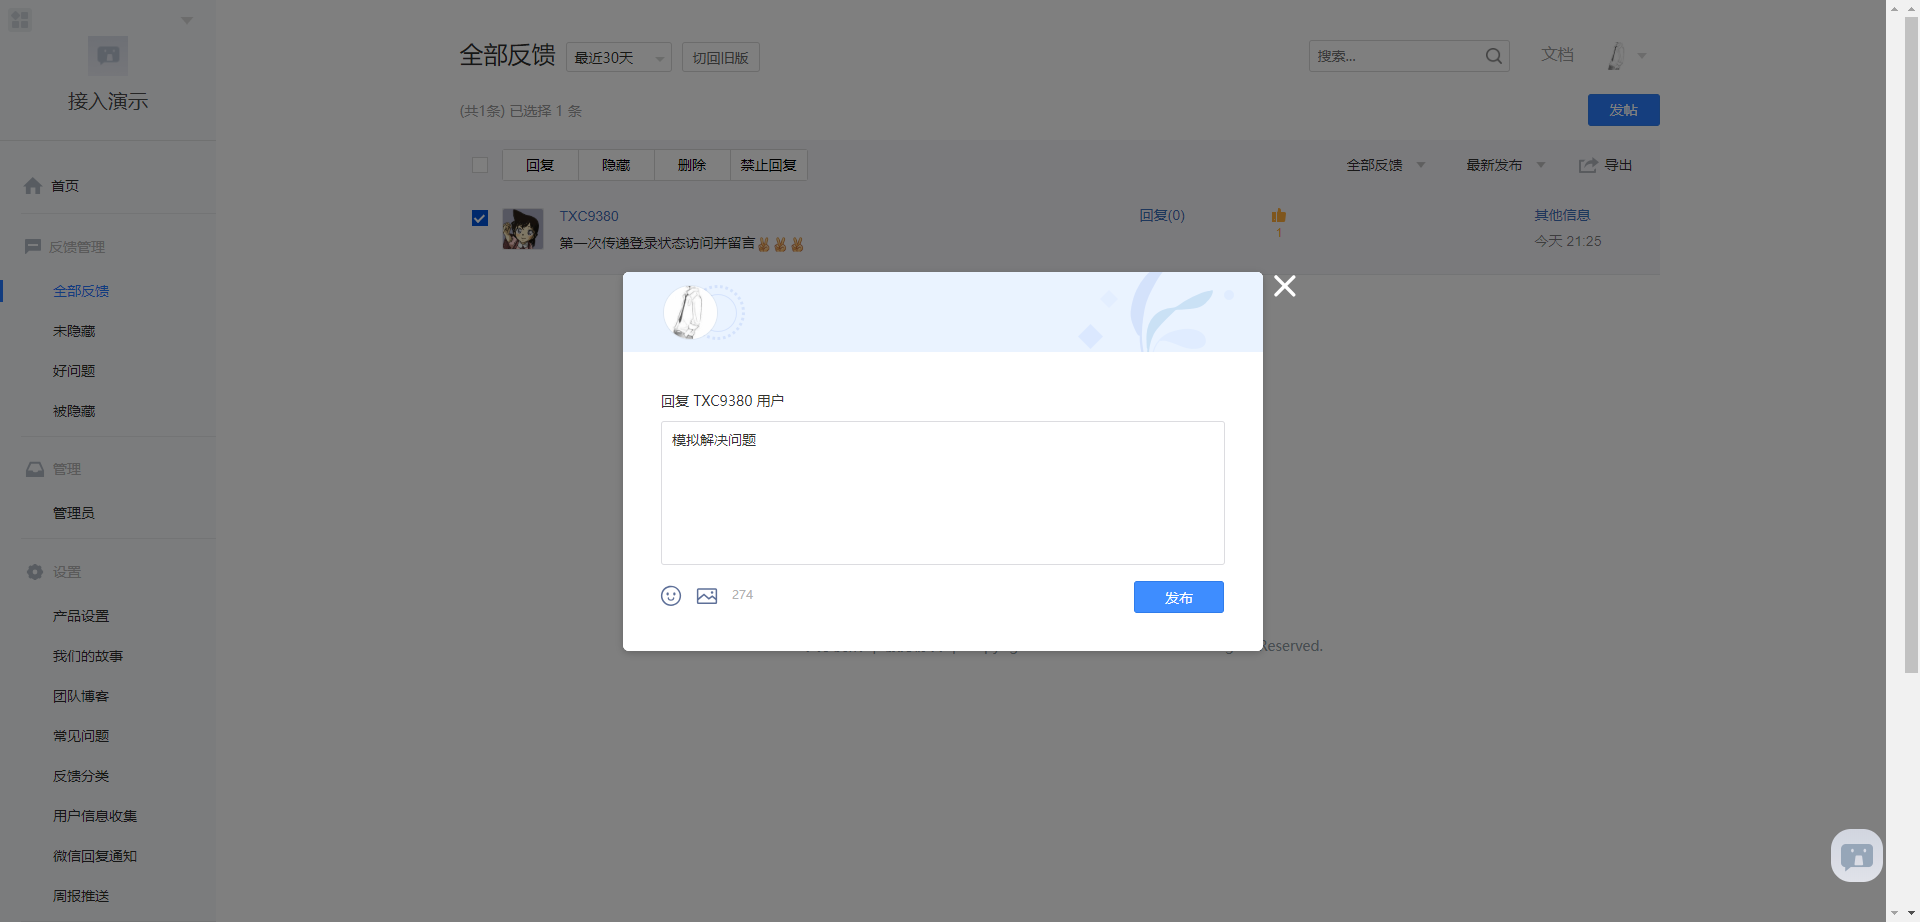 接入演示
首页
反馈管理
全部反馈
未隐藏
好问题
被隐藏
管理
管理员
设置
产品设置
我们的故事
团队博客
常见问题
反馈分类
用户信息收集
微信回复通知
周报推送
全部反馈 最近30天 切回旧版 搜索... 文档
(共1条) 已选择 1 条 发帖
回复 隐藏 删除 禁止回复 全部反馈 最新发布 导出
TXC9380 回复(0) 其他信息
第一次传递登录状态访问并留言✌✌✌ 1 今天 21:25
回复 TXC9380 用户
模拟解决问题
274 发布
Reserved.